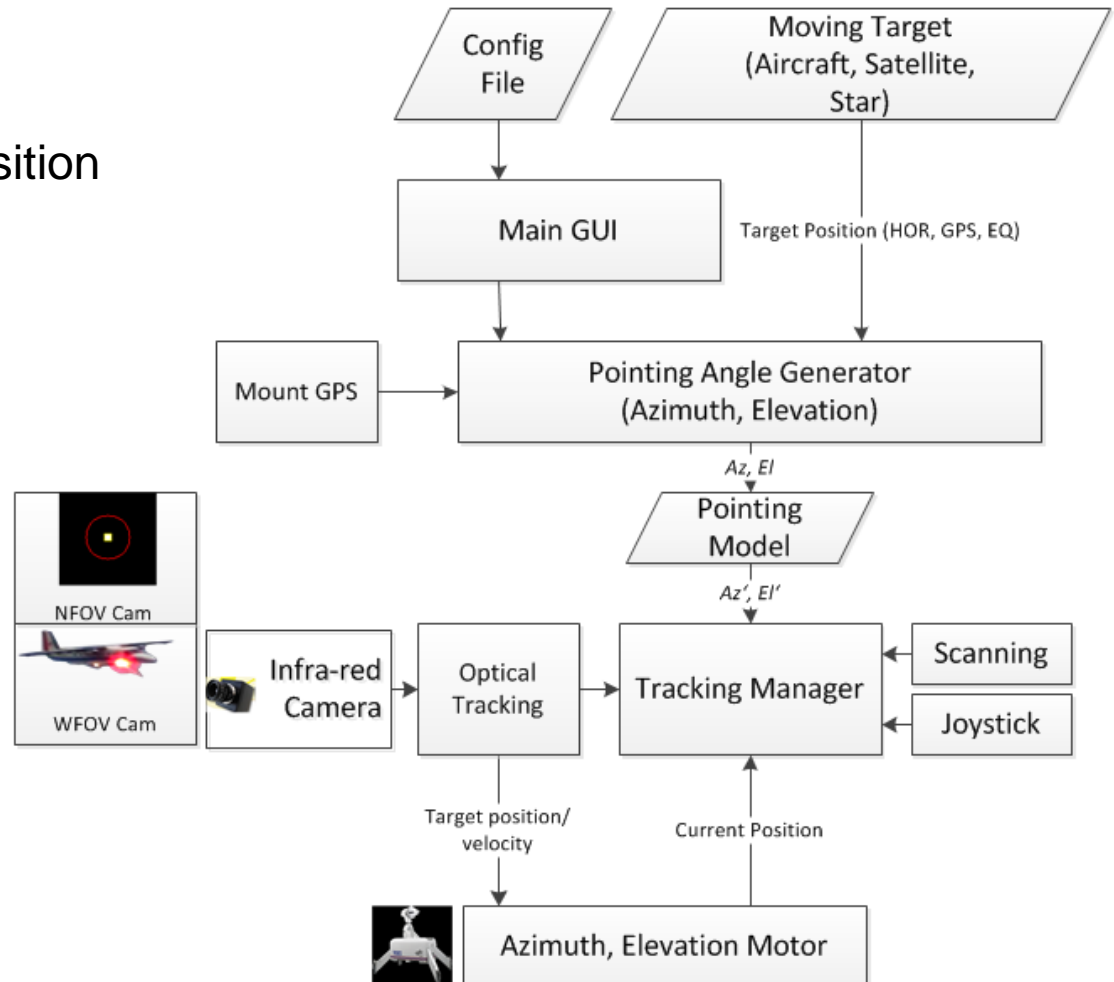 Config
File
Moving Target
(Aircraft, Satellite,
Star)
sition
Main GUI
Target Position (HOR, GPS, EQ)
Mount GPS
Pointing Angle Generator
(Azimuth, Elevation)
Az, El
Pointing
Model
Az‘, El‘
NFOV Cam
WFOV Cam
Infra-red
Camera
Optical
Tracking
Tracking Manager
Scanning
Joystick
Target position/
velocity
Current Position
Azimuth, Elevation Motor